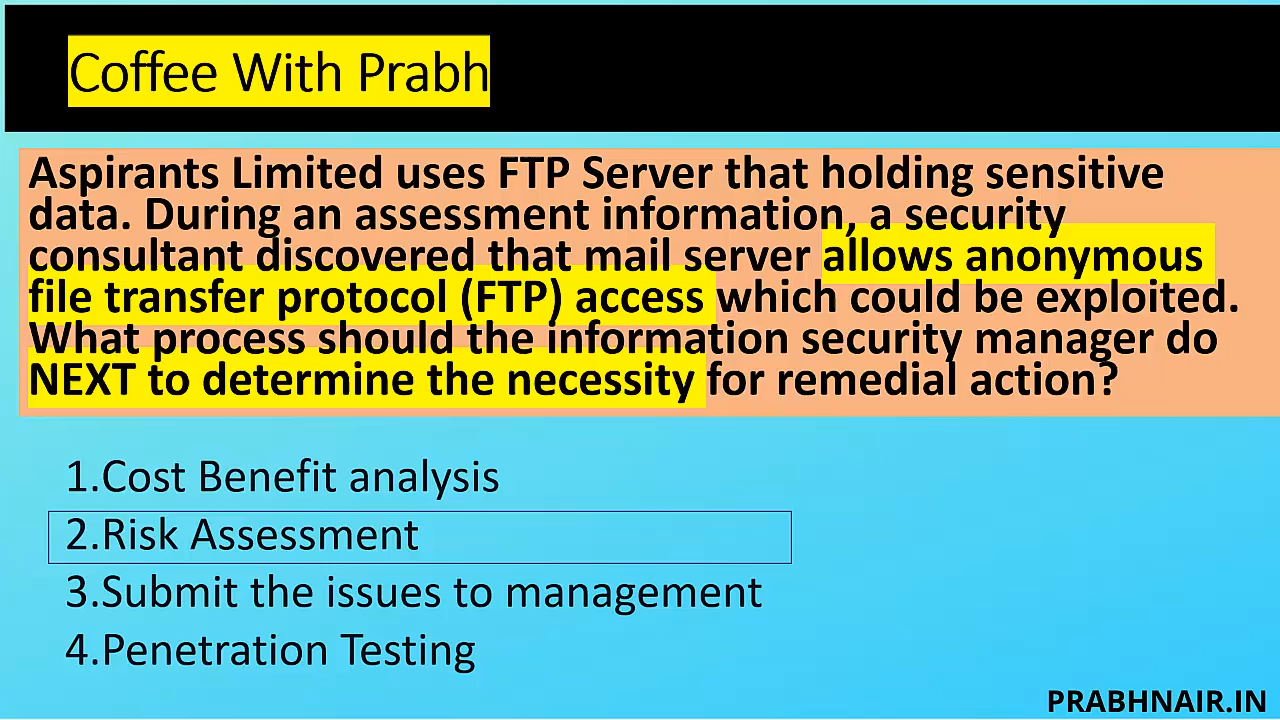 Coffee With Prabh
Aspirants Limited uses FTP Server that holding sensitive
data. During an assessment information, a security
consultant discovered that mail server allows anonymous
file transfer protocol (FTP) access which could be exploited.
What process should the information security manager do
NEXT to determine the necessity for remedial action?
1.Cost Benefit analysis
2.Risk Assessment
3.Submit the issues to management
4.Penetration Testing
PRABHNAIR.IN